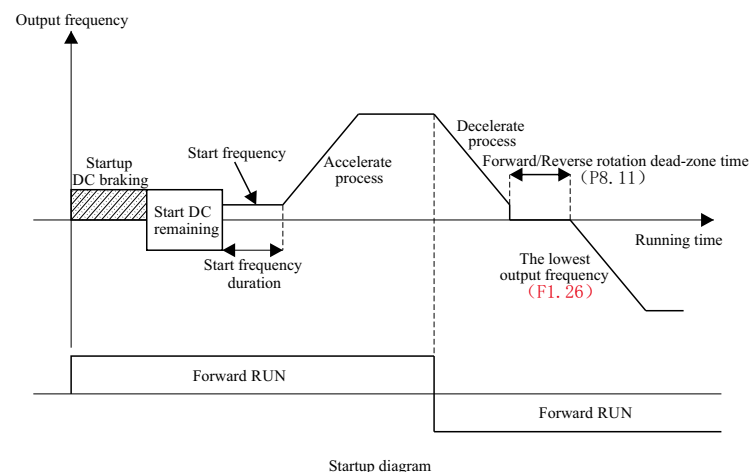 Output frequency
Startup
DC braking
Start frequency
Start DC
remaining
Start frequency
duration
Accelerate
process
Decelerate
process
Forward/Reverse rotation dead-zone time
(P8. 11)
Running time
The lowest
output frequency
(F1. 26)
Forward RUN
Forward RUN
Startup diagram